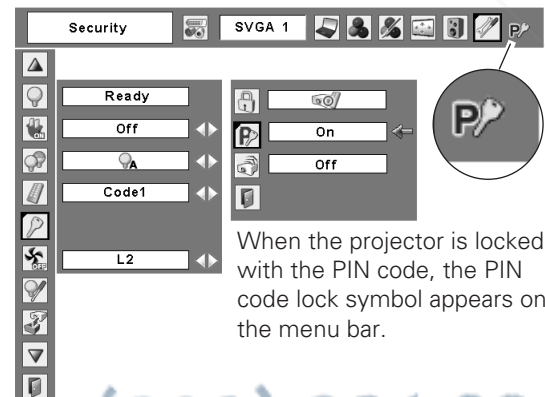 Security
SVGA 1
P
Ready
Off
On
A
Off
Code1
L2
When the projector is locked
with the PIN code, the PIN
code lock symbol appears on
the menu bar.